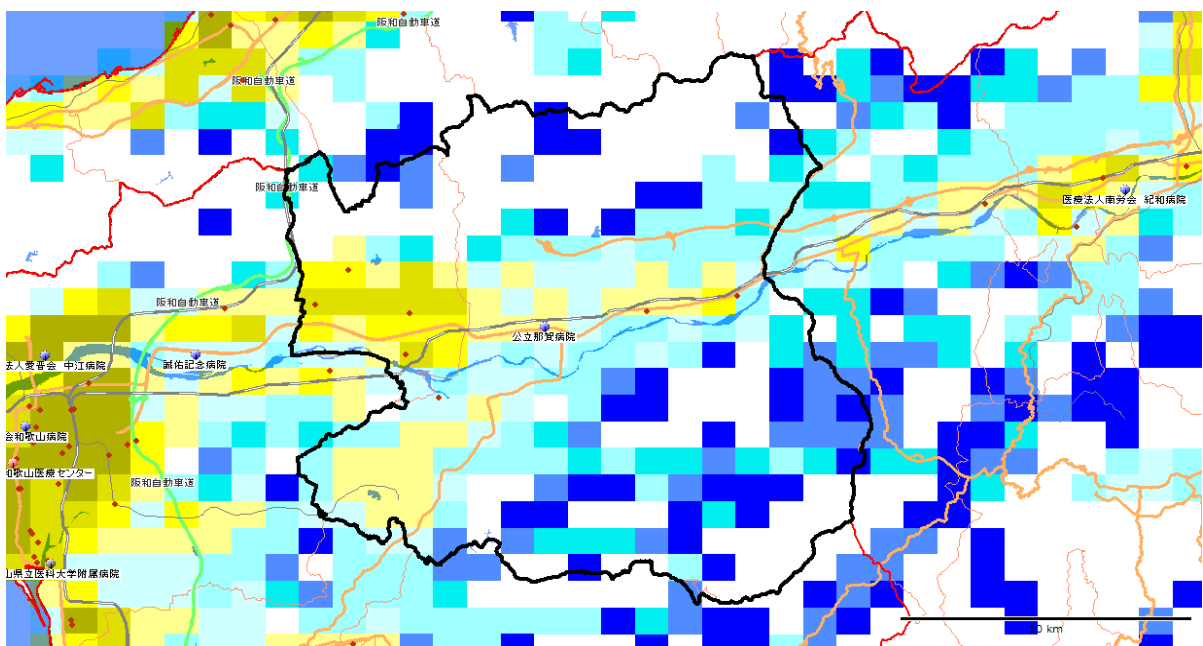 阪和自動車道
阪和自動車道
阪和自動車道
医療法人南労会 紀和病院
阪和自動車道
公立那賀病院
法人愛晋会 中江病院
誠佑記念病院
会和歌山病院
和歌山医療センター
阪和自動車道
山県立医科大学附属病院
10 km